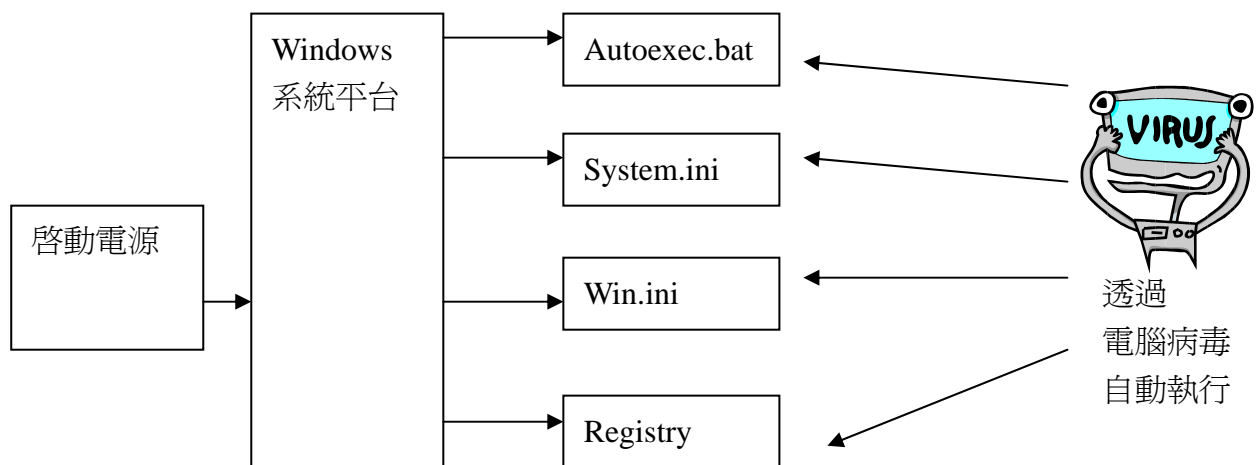 啓動電源
Windows
系統平台
Autoexec.bat
System.ini
Win.ini
Registry
VIRUS
透過
電腦病毒
自動執行